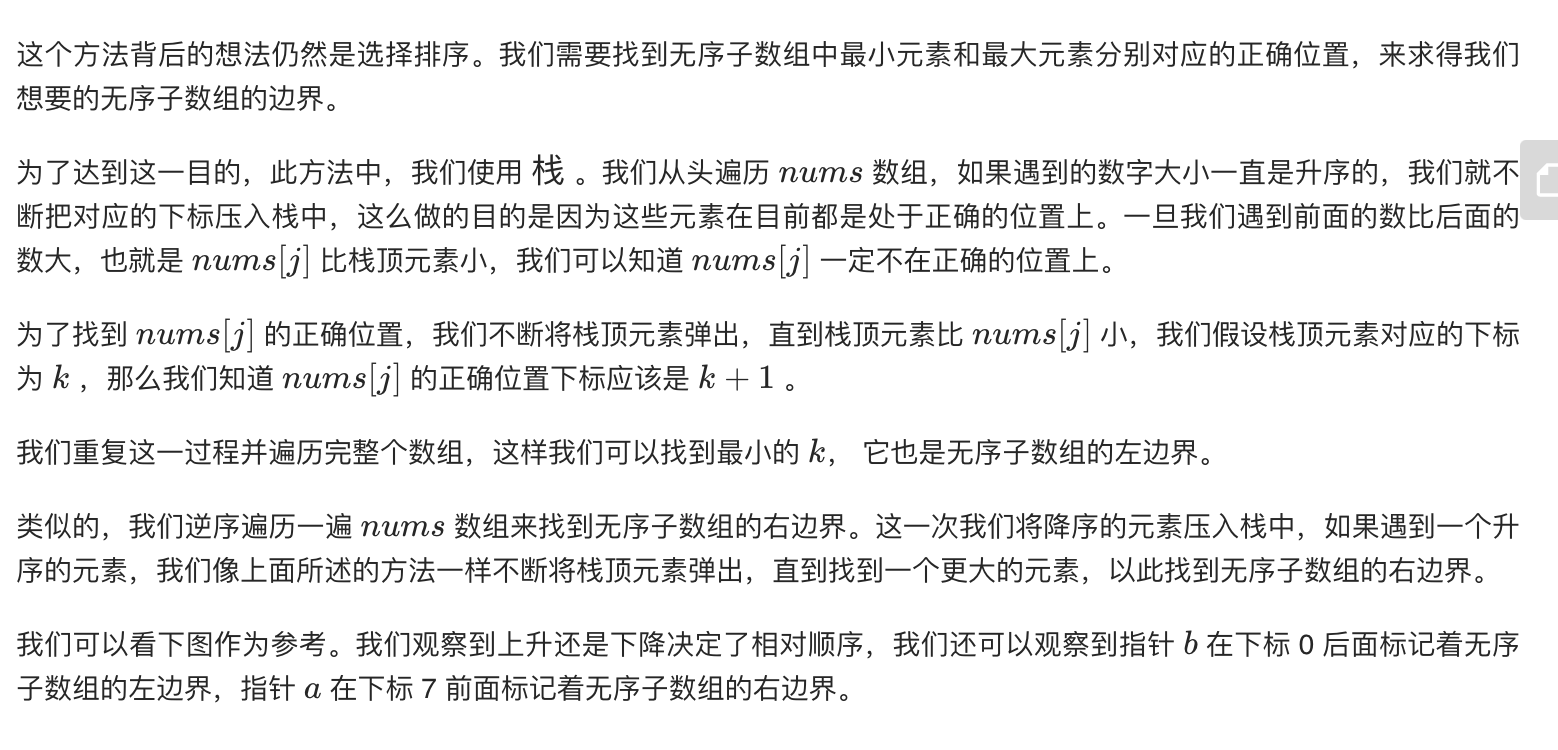 这个方法背后的想法仍然是选择排序。我们需要找到无序子数组中最小元素和最大元素分别对应的正确位置，来求得我们
想要的无序子数组的边界。
为了达到这一目的，此方法中，我们使用 栈 。我们从头遍历 nums 数组，如果遇到的数字大小一直是升序的，我们就不
断把对应的下标压入栈中，这么做的目的是因为这些元素在目前都是处于正确的位置上。一旦我们遇到前面的数比后面的
数大，也就是 nums[j] 比栈顶元素小，我们可以知道 nums[j] 一定不在正确的位置上。
为了找到 nums[j] 的正确位置，我们不断将栈顶元素弹出，直到栈顶元素比 nums[j] 小，我们假设栈顶元素对应的下标
为 k ，那么我们知道 nums[j] 的正确位置下标应该是 k + 1 。
我们重复这一过程并遍历完整个数组，这样我们可以找到最小的 k， 它也是无序子数组的左边界。
类似的，我们逆序遍历一遍 nums 数组来找到无序子数组的右边界。这一次我们将降序的元素压入栈中，如果遇到一个升
序的元素，我们像上面所述的方法一样不断将栈顶元素弹出，直到找到一个更大的元素，以此找到无序子数组的右边界。
我们可以看下图作为参考。我们观察到上升还是下降决定了相对顺序，我们还可以观察到指针 b 在下标 0 后面标记着无序
子数组的左边界，指针 a 在下标 7 前面标记着无序子数组的右边界。